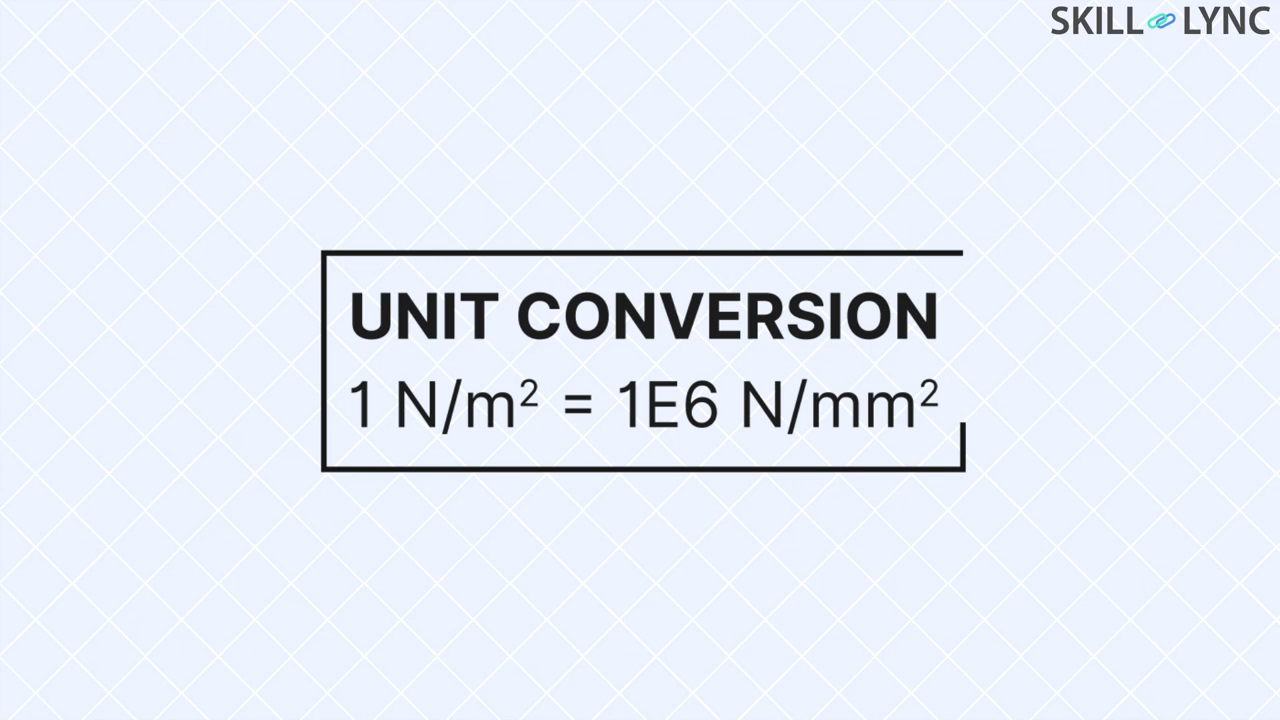 SKILL LYNC
UNIT CONVERSION
1 N/m² = 1E6 N/mm²